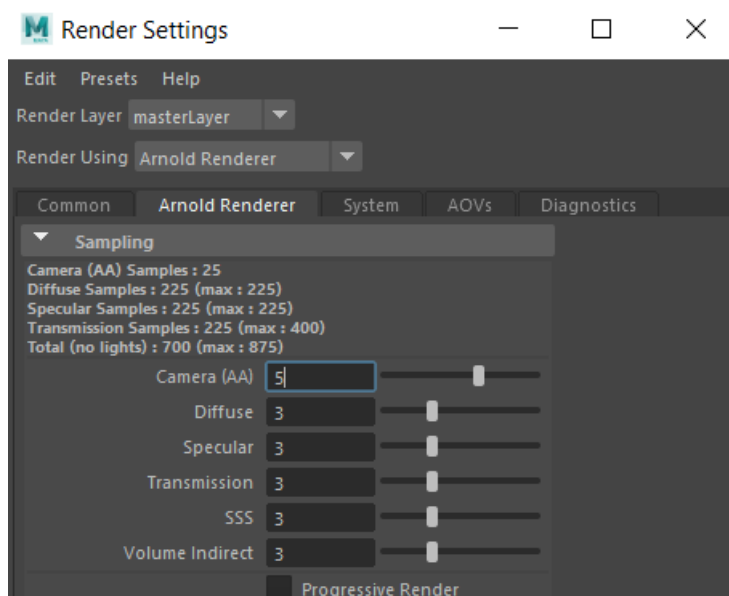 Render Settings
Edit Presets Help
Render Layer masterLayer
Render Using Arnold Renderer
Common Arnold Renderer System AOVs Diagnostics
Sampling
Camera (AA) Samples : 25
Diffuse Samples : 225 (max : 225)
Specular Samples : 225 (max : 225)
Transmission Samples : 225 (max : 400)
Total (no lights) : 700 (max : 875)
Camera (AA) 5
Diffuse 3
Specular 3
Transmission 3
SSS 3
Volume Indirect 3
Progressive Render